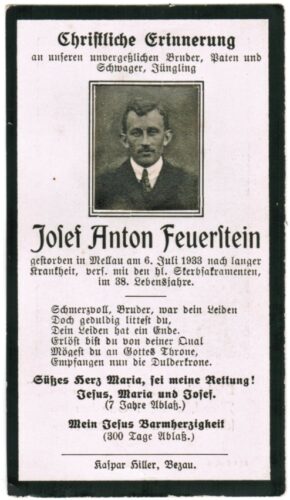 Christliche Erinnerung
an unseren unvergeßlichen Bruder, Paten und
Schwager, Jüngling
Josef Anton Feuerstein
gestorben in Mellau am 6. Juli 1933 nach langer
Krankheit, vers. mit den hl. Sterbsakramenten,
im 38. Lebensjahre.
Schmerzvoll, Bruder, war dein Leiden
Doch geduldig littest du,
Dein Leiden hat ein Ende.
Erlöst bist du von deiner Qual
Mögest du an Gottes Throne,
Empfangen nun die Dulderkrone.
Süßes Herz Maria, sei meine Rettung!
Jesus, Maria und Josef.
(7 Jahre Ablaß.)
Mein Jesus Barmherzigkeit
(300 Tage Ablaß.)
Kaspar Hiller, Bezau.